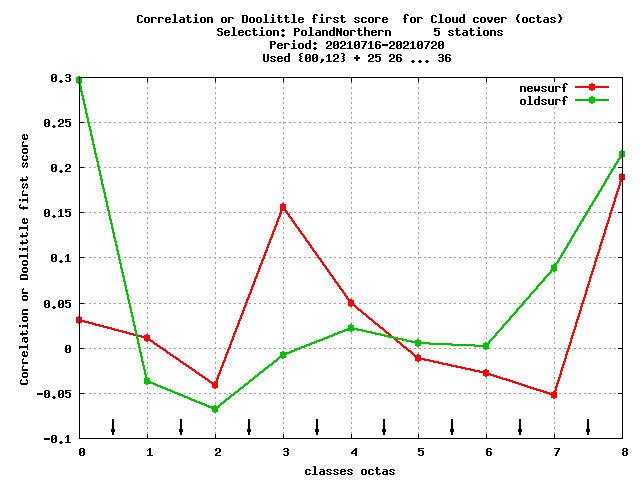 Correlation or Doolittle first score  for Cloud cover (octas)
Selection: PolandNorthern      5 stations
Period: 20210716-20210720
Used {00,12} + 25 26 ... 36
newsurf
oldsurf
0.3
0.25
0.2
0.15
0.1
0.05
0
-0.05
-0.1
Correlation or Doolittle first score
0 1 2 3 4 5 6 7 8
classes octas